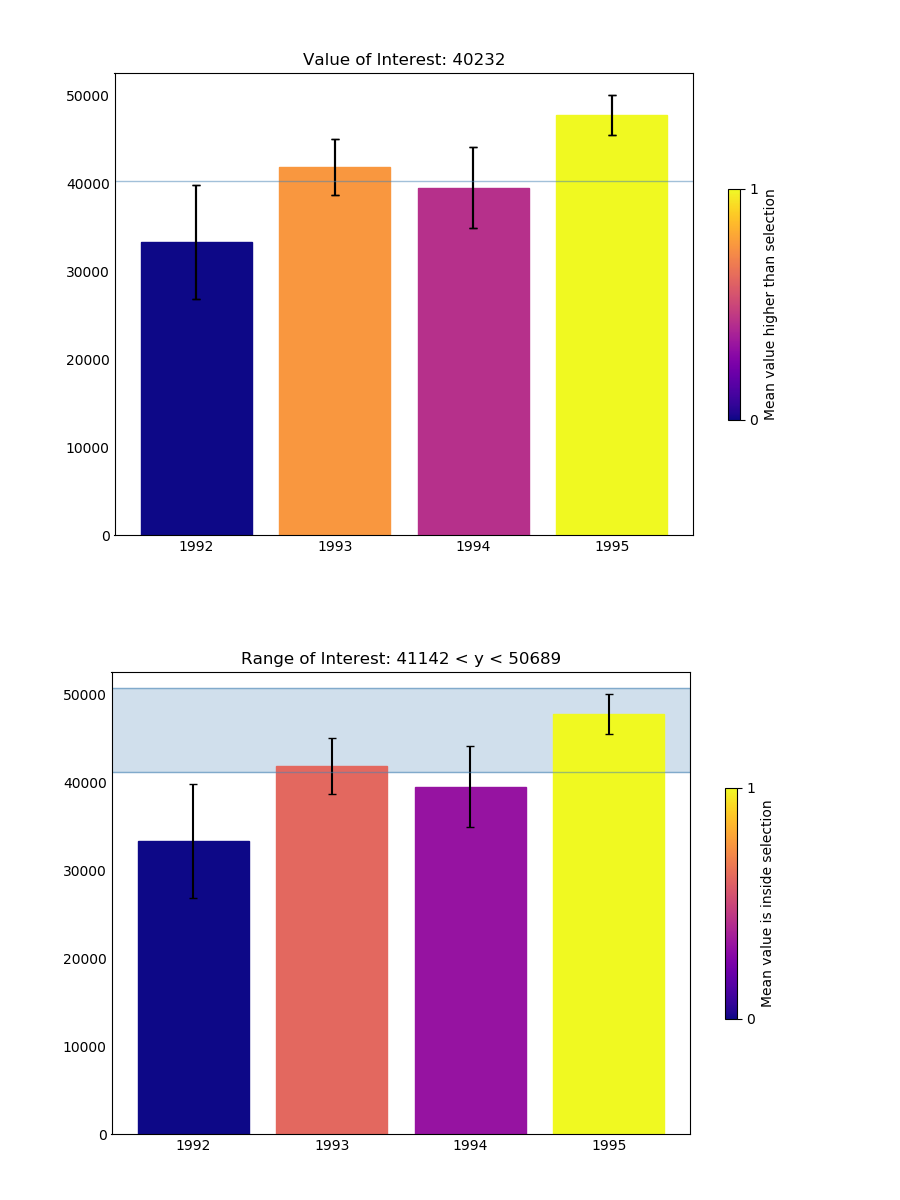 Value of Interest: 40232
50000
40000
30000
20000
10000
0
1992 1993 1994 1995
1
0
Mean value higher than selection
Range of Interest: 41142 < y < 50689
50000
40000
30000
20000
10000
0
1992 1993 1994 1995
1
0
Mean value is inside selection